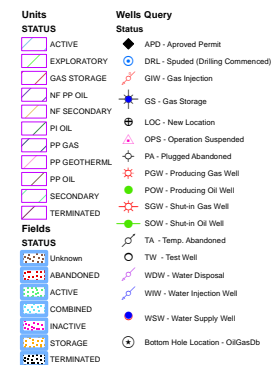 Units
STATUS
ACTIVE
EXPLORATORY
GAS STORAGE
NF PP OIL
NF SECONDARY
PI OIL
PP GAS
PP GEOTHERML
PP OIL
SECONDARY
TERMINATED
Fields
STATUS
Unknown
ABANDONED
ACTIVE
COMBINED
INACTIVE
STORAGE
TERMINATED
Wells Query
Status
APD - Aproved Permit
DRL - Spuded (Drilling Commenced)
GIW - Gas Injection
GS - Gas Storage
LOC - New Location
OPS - Operation Suspended
PA - Plugged Abandoned
PGW - Producing Gas Well
POW - Producing Oil Well
SGW - Shut-in Gas Well
SOW - Shut-in Oil Well
TA - Temp. Abandoned
TW - Test Well
WDW - Water Disposal
WIW - Water Injection Well
WSW - Water Supply Well
Bottom Hole Location - OilGasDb